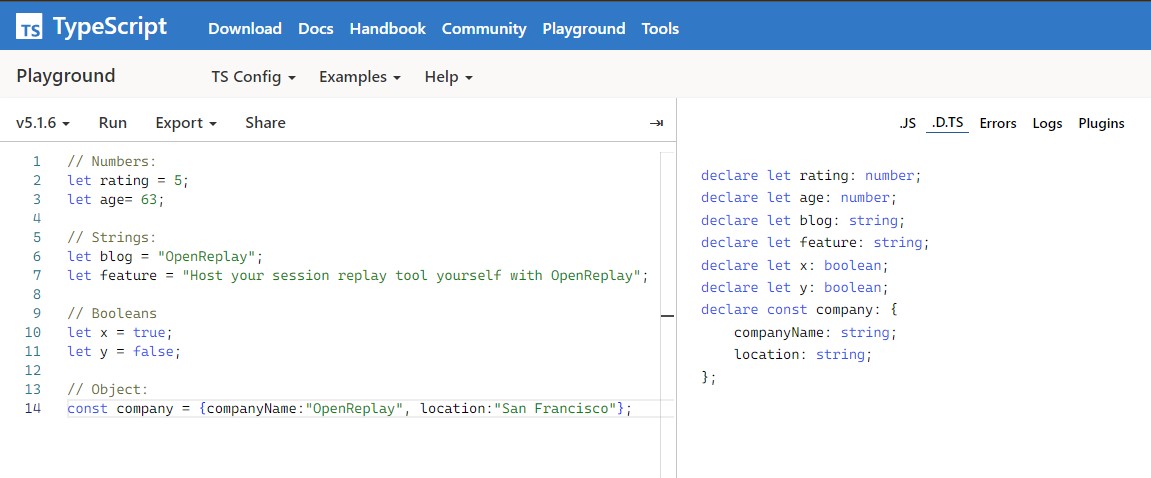 TS TypeScript Download Docs Handbook Community Playground Tools
Playground TS Config Examples Help
v5.1.6 Run Export Share
.JS .D.TS Errors Logs Plugins
1 // Numbers:
2 let rating = 5;
3 let age= 63;
4
5 // Strings:
6 let blog = "OpenReplay";
7 let feature = "Host your session replay tool yourself with OpenReplay";
8
9 // Booleans
10 let x = true;
11 let y = false;
12
13 // Object:
14 const company = {companyName:"OpenReplay", location:"San Francisco"};
declare let rating: number;
declare let age: number;
declare let blog: string;
declare let feature: string;
declare let x: boolean;
declare let y: boolean;
declare const company: {
    companyName: string;
    location: string;
};